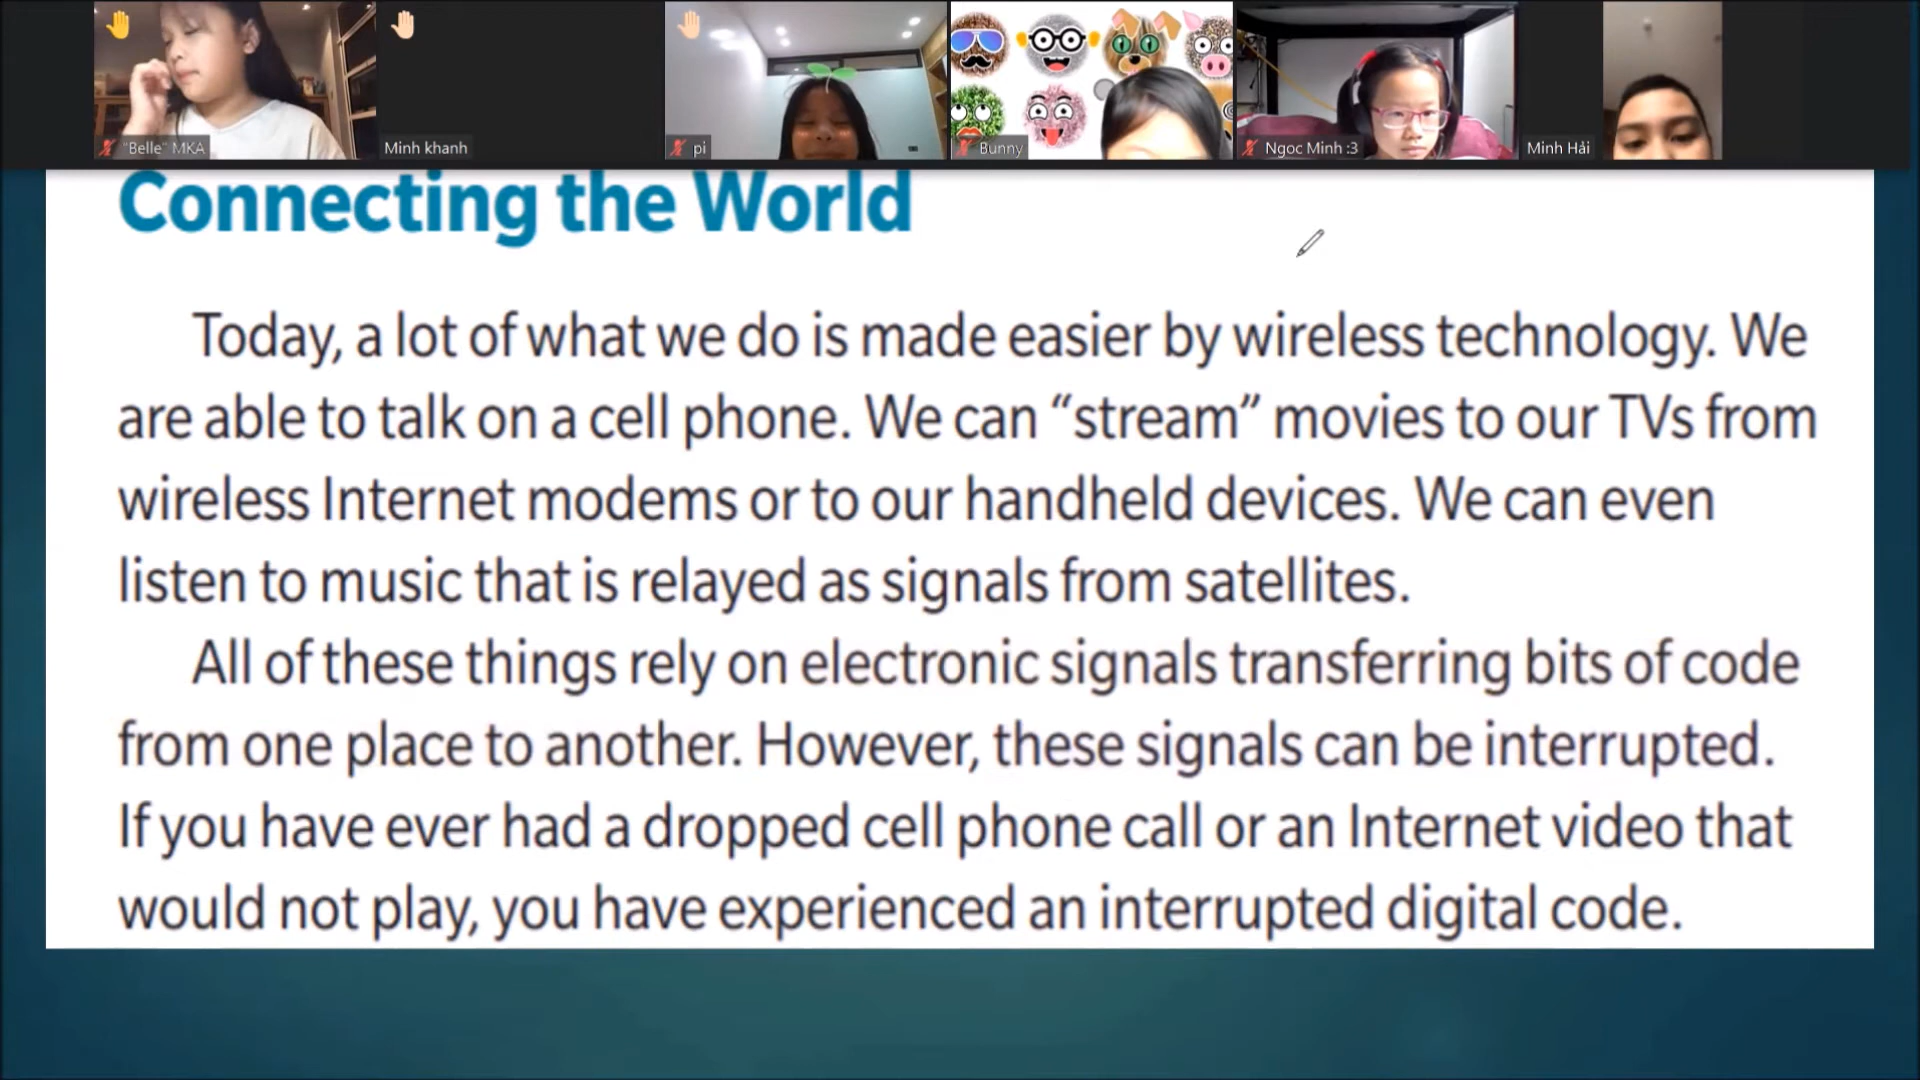 "Belle" MKA
Minh khanh
pi
Bunny
Ngoc Minh :3
Minh Hải
Connecting the World
Today, a lot of what we do is made easier by wireless technology. We
are able to talk on a cell phone. We can “stream” movies to our TVs from
wireless Internet modems or to our handheld devices. We can even
listen to music that is relayed as signals from satellites.
All of these things rely on electronic signals transferring bits of code
from one place to another. However, these signals can be interrupted.
If you have ever had a dropped cell phone call or an Internet video that
would not play, you have experienced an interrupted digital code.